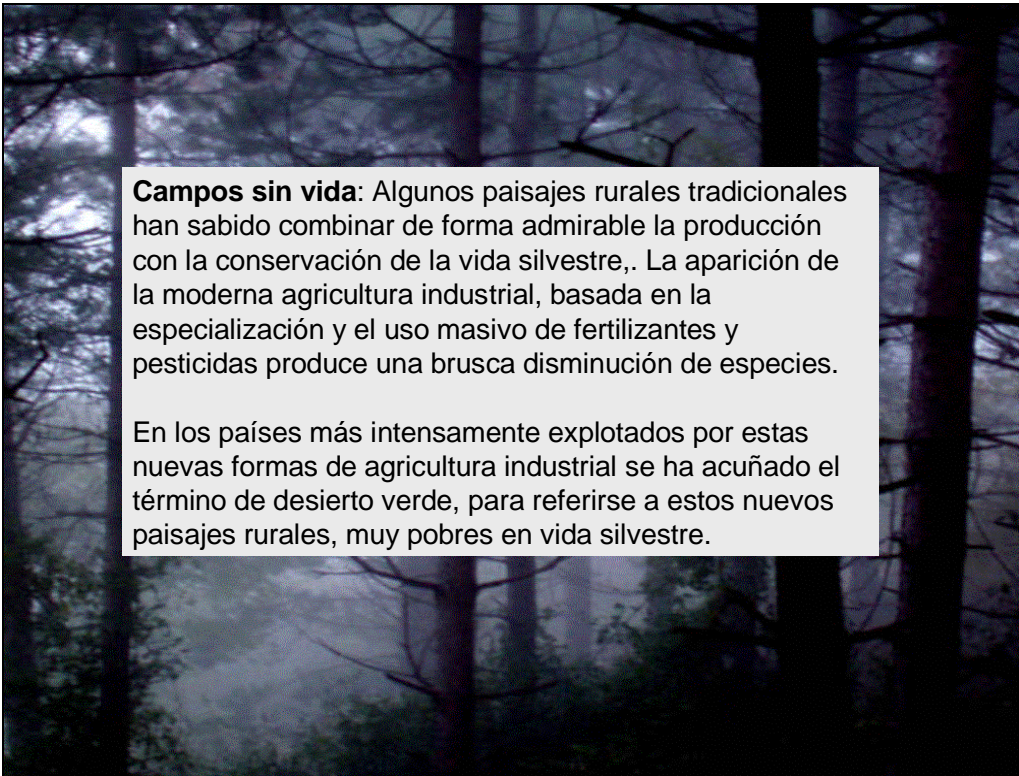 Campos sin vida: Algunos paisajes rurales tradicionales
han sabido combinar de forma admirable la producción
con la conservación de la vida silvestre,. La aparición de
la moderna agricultura industrial, basada en la
especialización y el uso masivo de fertilizantes y
pesticidas produce una brusca disminución de especies.
En los países más intensamente explotados por estas
nuevas formas de agricultura industrial se ha acuñado el
término de desierto verde, para referirse a estos nuevos
paisajes rurales, muy pobres en vida silvestre.